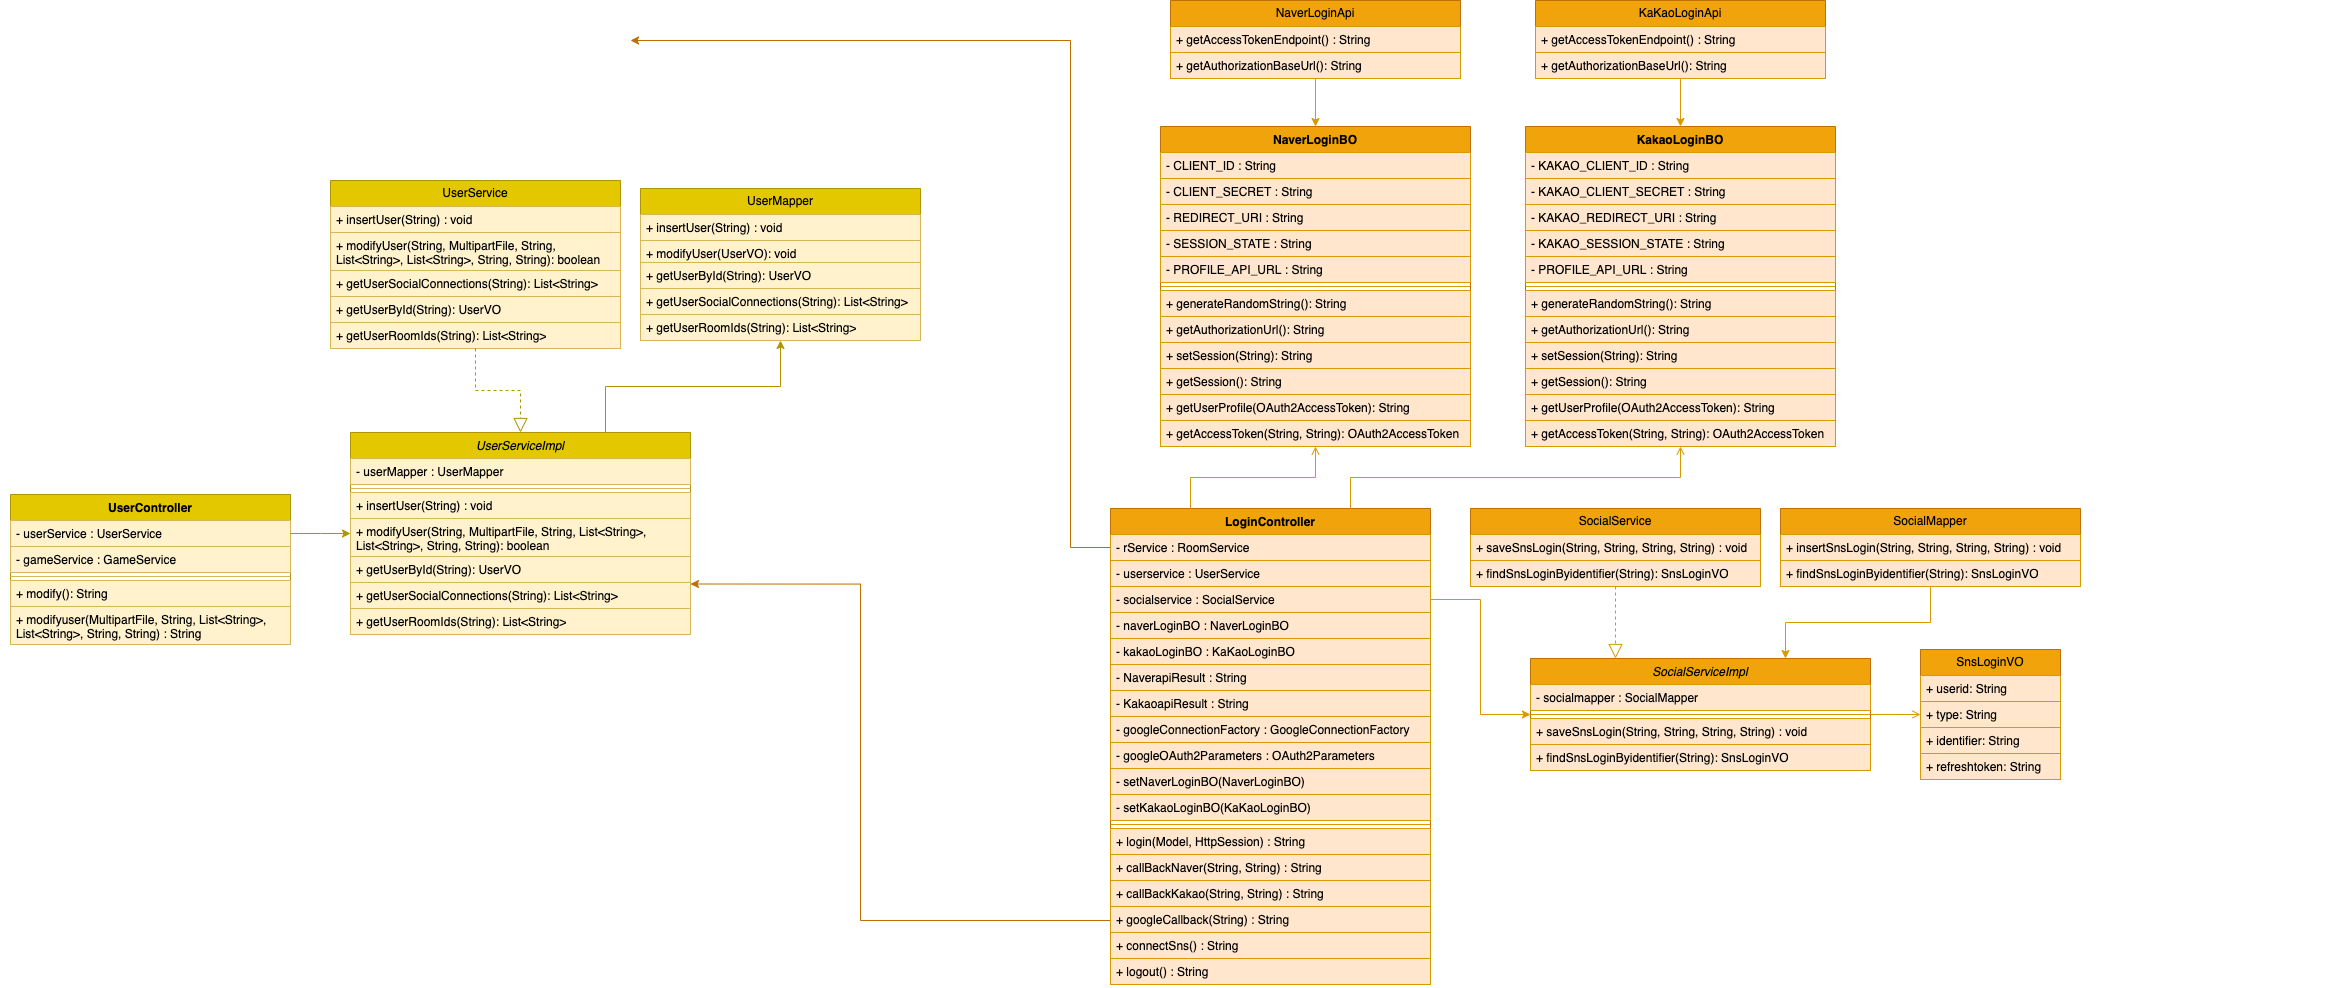 NaverLoginApi
+ getAccessTokenEndpoint() : String
+ getAuthorizationBaseUrl(): String
KaKaoLoginApi
+ getAccessTokenEndpoint() : String
+ getAuthorizationBaseUrl(): String
NaverLoginBO
- CLIENT_ID : String
- CLIENT_SECRET : String
- REDIRECT_URI : String
- SESSION_STATE : String
- PROFILE_API_URL : String
+ generateRandomString(): String
+ getAuthorizationUrl(): String
+ setSession(String): String
+ getSession(): String
+ getUserProfile(OAuth2AccessToken): String
+ getAccessToken(String, String): OAuth2AccessToken
KakaoLoginBO
- KAKAO_CLIENT_ID : String
- KAKAO_CLIENT_SECRET : String
- KAKAO_REDIRECT_URI : String
- KAKAO_SESSION_STATE : String
- PROFILE_API_URL : String
+ generateRandomString(): String
+ getAuthorizationUrl(): String
+ setSession(String): String
+ getSession(): String
+ getUserProfile(OAuth2AccessToken): String
+ getAccessToken(String, String): OAuth2AccessToken
UserService
+ insertUser(String) : void
+ modifyUser(String, MultipartFile, String,
List<String>, List<String>, String, String): boolean
+ getUserSocialConnections(String): List<String>
+ getUserById(String): UserVO
+ getUserRoomIds(String): List<String>
UserMapper
+ insertUser(String) : void
+ modifyUser(UserVO): void
+ getUserById(String): UserVO
+ getUserSocialConnections(String): List<String>
+ getUserRoomIds(String): List<String>
UserServiceImpl
- userMapper : UserMapper
+ insertUser(String) : void
+ modifyUser(String, MultipartFile, String, List<String>,
List<String>, String, String): boolean
+ getUserById(String): UserVO
+ getUserSocialConnections(String): List<String>
+ getUserRoomIds(String): List<String>
UserController
- userService : UserService
- gameService : GameService
+ modify(): String
+ modifyuser(MultipartFile, String, List<String>,
List<String>, String, String) : String
LoginController
- rService : RoomService
- userservice : UserService
- socialservice : SocialService
- naverLoginBO : NaverLoginBO
- kakaoLoginBO : KaKaoLoginBO
- NaverapiResult : String
- KakaoapiResult : String
- googleConnectionFactory : GoogleConnectionFactory
- googleOAuth2Parameters : OAuth2Parameters
- setNaverLoginBO(NaverLoginBO)
- setKakaoLoginBO(KaKaoLoginBO)
+ login(Model, HttpSession) : String
+ callBackNaver(String, String) : String
+ callBackKakao(String, String) : String
+ googleCallback(String) : String
+ connectSns() : String
+ logout() : String
SocialService
+ saveSnsLogin(String, String, String, String) : void
+ findSnsLoginByidentifier(String): SnsLoginVO
SocialMapper
+ insertSnsLogin(String, String, String, String) : void
+ findSnsLoginByidentifier(String): SnsLoginVO
SocialServiceImpl
- socialmapper : SocialMapper
+ saveSnsLogin(String, String, String, String) : void
+ findSnsLoginByidentifier(String): SnsLoginVO
SnsLoginVO
+ userid: String
+ type: String
+ identifier: String
+ refreshtoken: String